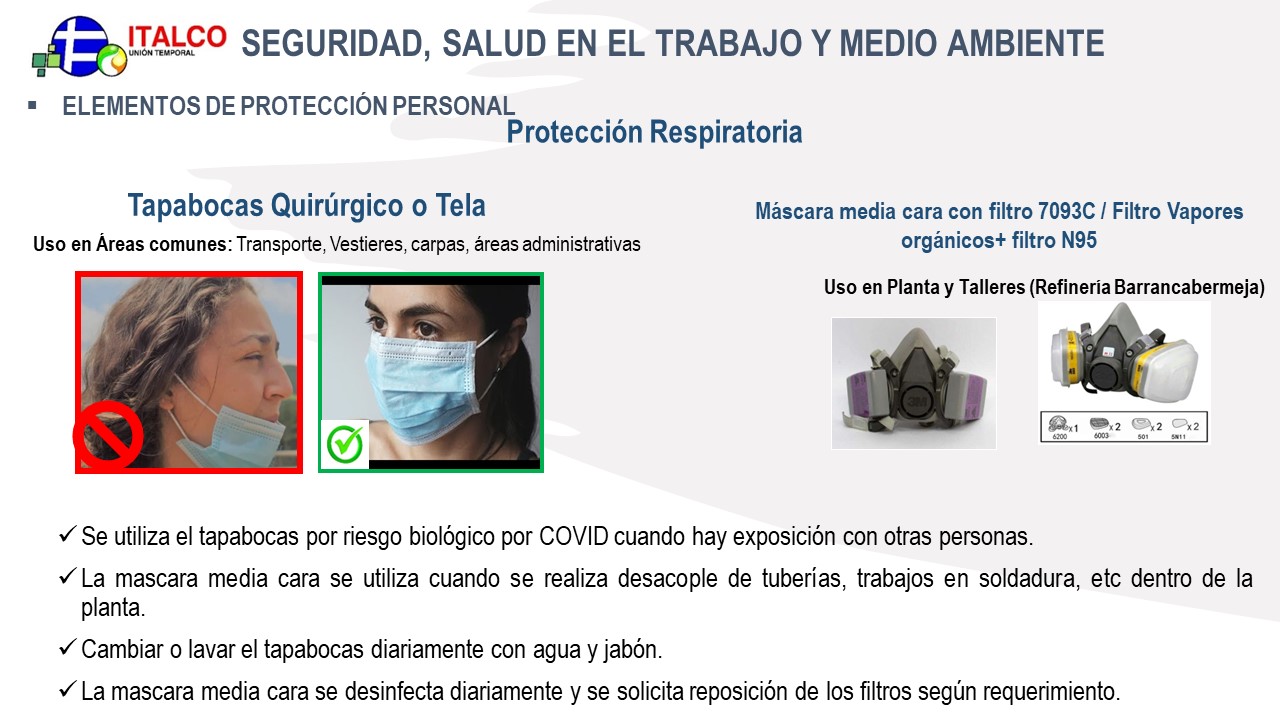 ITALCO
UNIÓN TEMPORAL
SEGURIDAD, SALUD EN EL TRABAJO Y MEDIO AMBIENTE
▪ ELEMENTOS DE PROTECCIÓN PERSONAL
Protección Respiratoria
Tapabocas Quirúrgico o Tela
Uso en Áreas comunes: Transporte, Vestieres, carpas, áreas administrativas
Máscara media cara con filtro 7093C / Filtro Vapores
orgánicos+ filtro N95
Uso en Planta y Talleres (Refinería Barrancabermeja)
3M
x1 x2 x2 x2
6200 6003 501 5N11
✓ Se utiliza el tapabocas por riesgo biológico por COVID cuando hay exposición con otras personas.
✓ La mascara media cara se utiliza cuando se realiza desacople de tuberías, trabajos en soldadura, etc dentro de la
planta.
✓ Cambiar o lavar el tapabocas diariamente con agua y jabón.
✓ La mascara media cara se desinfecta diariamente y se solicita reposición de los filtros según requerimiento.